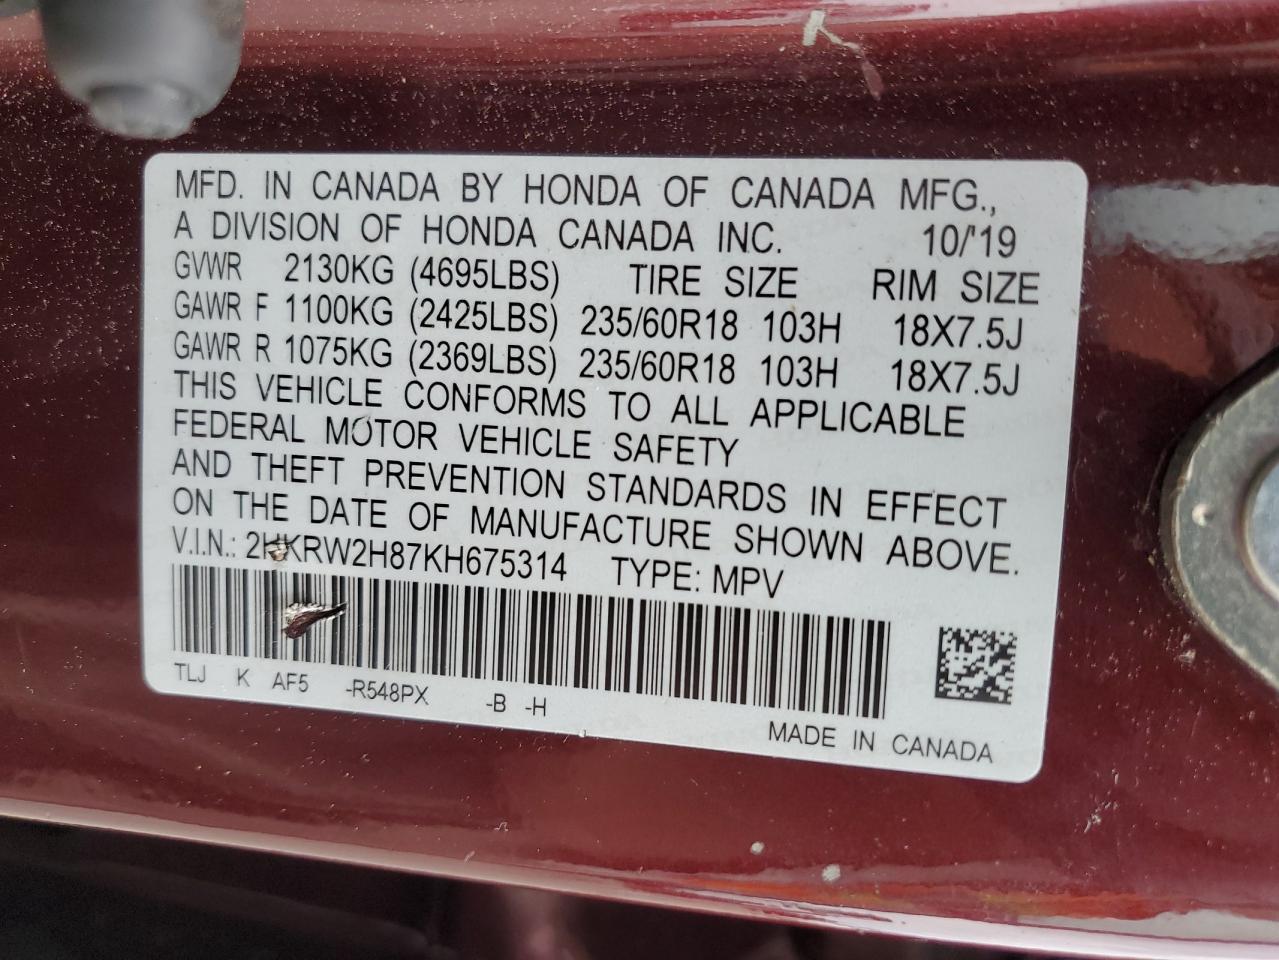 MFD. IN CANADA BY HONDA OF CANADA MFG.,
A DIVISION OF HONDA CANADA INC. 10/'19
GVWR 2130KG (4695LBS) TIRE SIZE RIM SIZE
GAWR F 1100KG (2425LBS) 235/60R18 103H 18X7.5J
GAWR R 1075KG (2369LBS) 235/60R18 103H 18X7.5J
THIS VEHICLE CONFORMS TO ALL APPLICABLE
FEDERAL MOTOR VEHICLE SAFETY
AND THEFT PREVENTION STANDARDS IN EFFECT
ON THE DATE OF MANUFACTURE SHOWN ABOVE.
V.I.N.: 2HKRW2H87KH675314 TYPE: MPV
TLJ K AF5 -R548PX -B -H
MADE IN CANADA